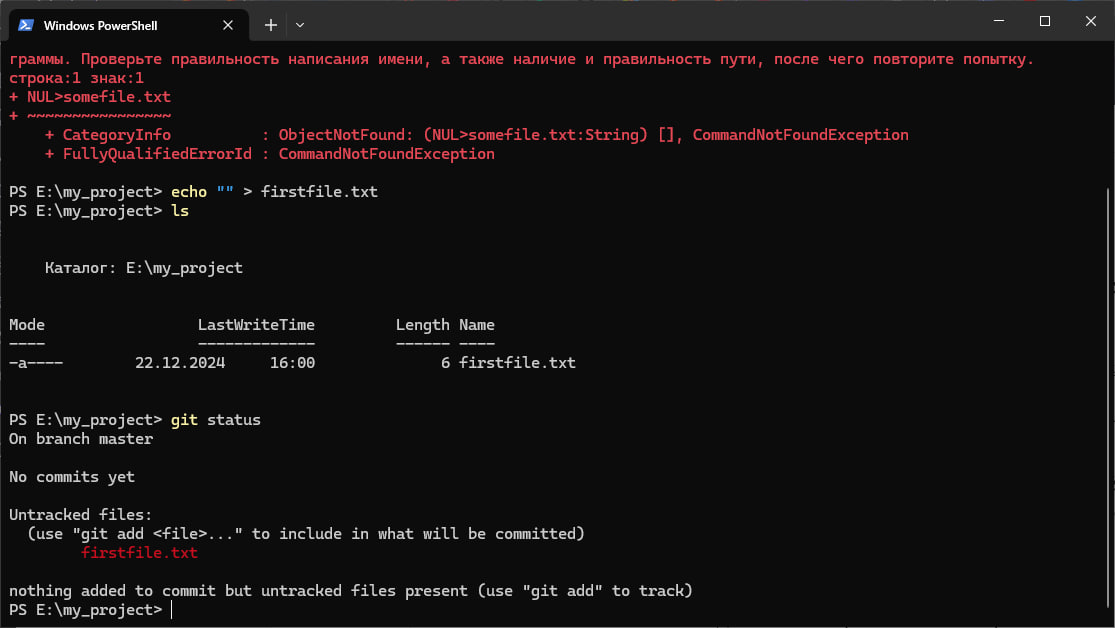 Windows PowerShell
граммы. Проверьте правильность написания имени, а также наличие и правильность пути, после чего повторите попытку.
строка:1 знак:1
+ NUL>somefile.txt
+ ~~~~~~~~~~~~~~~~
    + CategoryInfo          : ObjectNotFound: (NUL>somefile.txt:String) [], CommandNotFoundException
    + FullyQualifiedErrorId : CommandNotFoundException
PS E:\my_project> echo "" > firstfile.txt
PS E:\my_project> ls
    Каталог: E:\my_project
Mode                 LastWriteTime         Length Name
----                 -------------         ------ ----
-a----        22.12.2024     16:00              6 firstfile.txt
PS E:\my_project> git status
On branch master
No commits yet
Untracked files:
  (use "git add <file>..." to include in what will be committed)
        firstfile.txt
nothing added to commit but untracked files present (use "git add" to track)
PS E:\my_project>